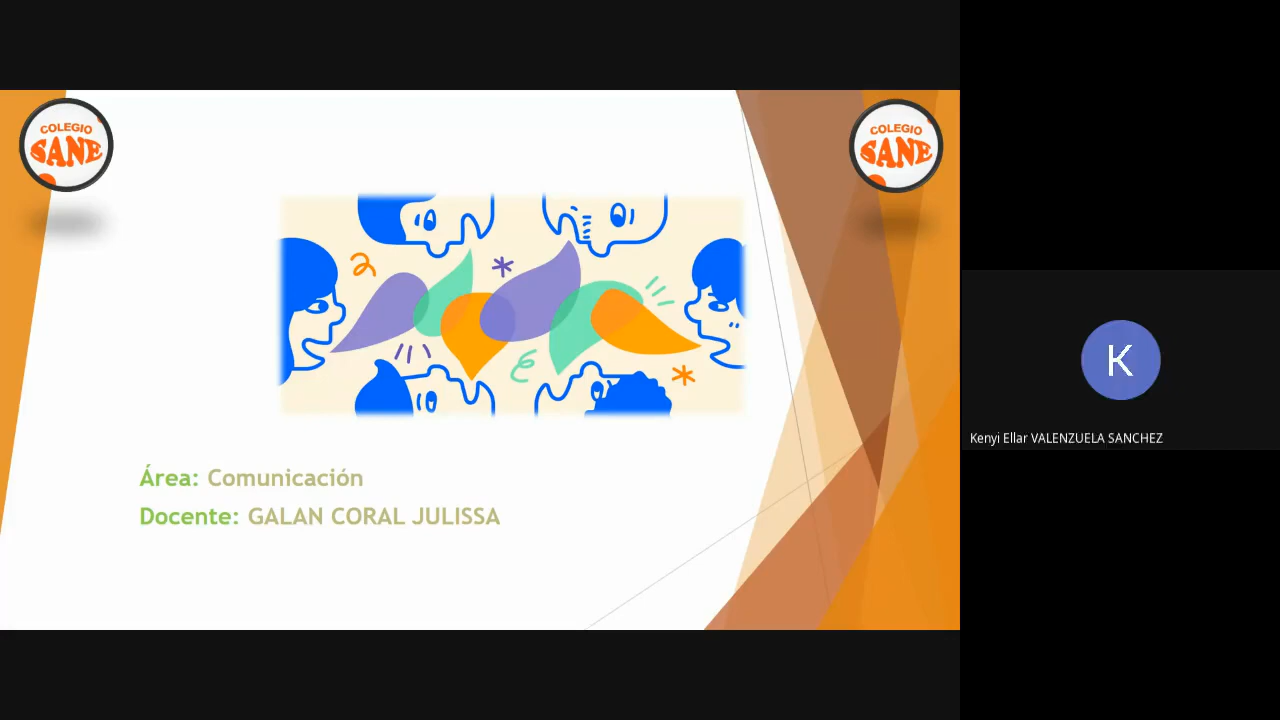 COLEGIO
SANE
COLEGIO
SANE
Área: Comunicación
Docente: GALAN CORAL JULISSA
K
Kenyi Ellar VALENZUELA SANCHEZ